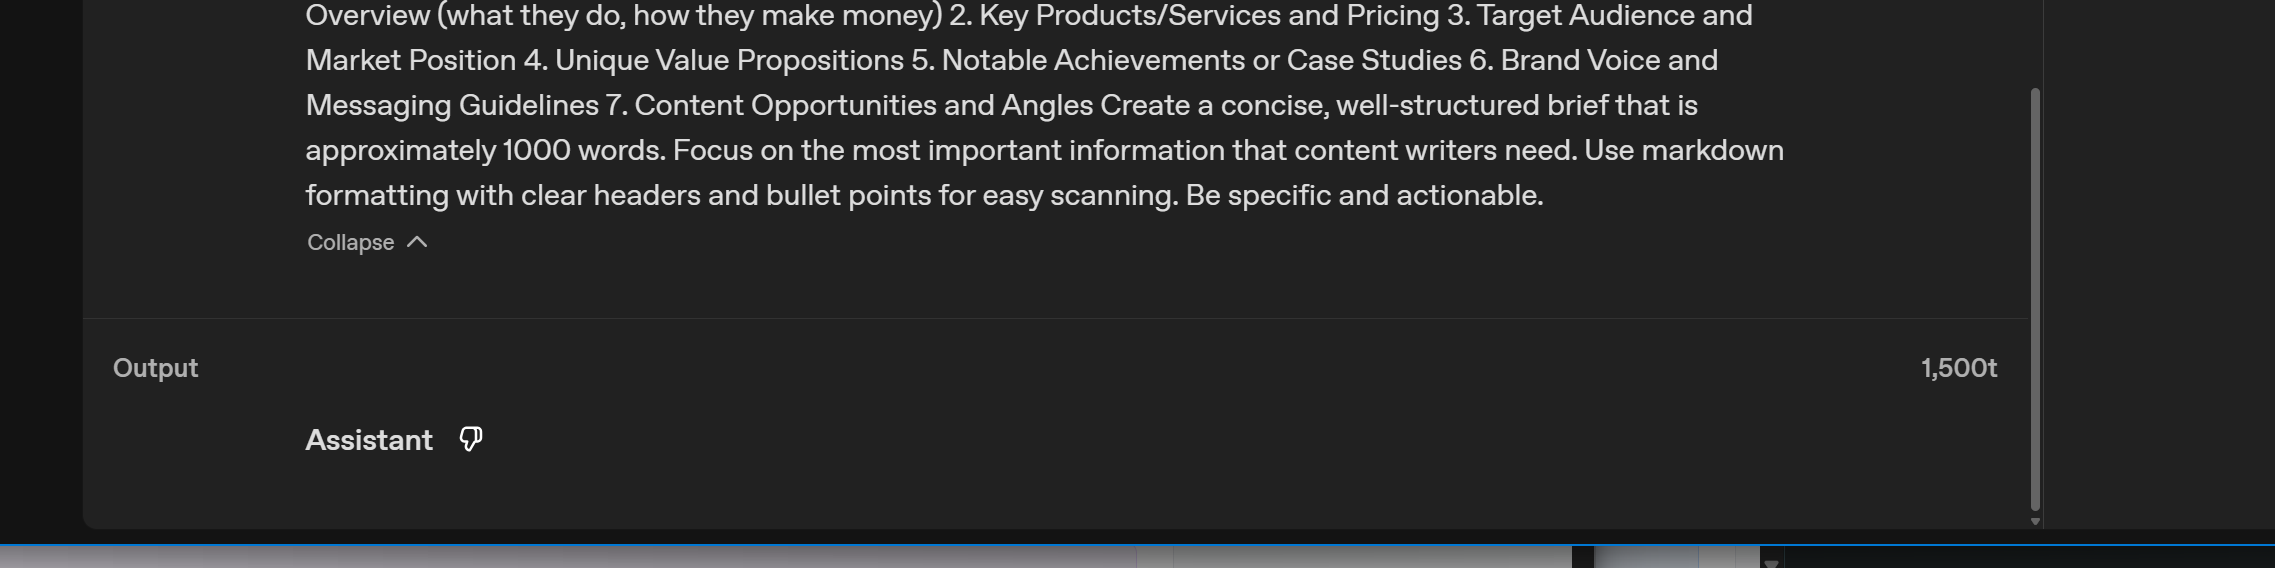 Overview (what they do, how they make money) 2. Key Products/Services and Pricing 3. Target Audience and
Market Position 4. Unique Value Propositions 5. Notable Achievements or Case Studies 6. Brand Voice and
Messaging Guidelines 7. Content Opportunities and Angles Create a concise, well-structured brief that is
approximately 1000 words. Focus on the most important information that content writers need. Use markdown
formatting with clear headers and bullet points for easy scanning. Be specific and actionable.
Collapse
Output 1,500t
Assistant